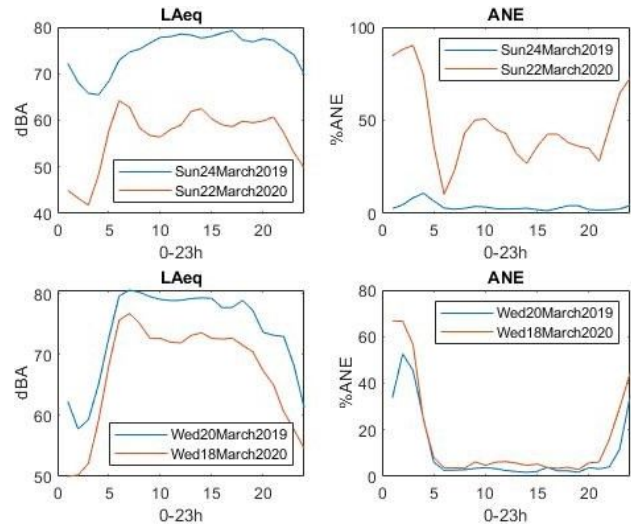 LAeq
80
70
60
50
40
dBA
0 5 10 15 20
0-23h
Sun24March2019
Sun22March2020
ANE
100
50
0
%ANE
0 5 10 15 20
0-23h
Sun24March2019
Sun22March2020
LAeq
80
70
60
50
dBA
0 5 10 15 20
0-23h
Wed20March2019
Wed18March2020
ANE
80
60
40
20
0
%ANE
0 5 10 15 20
0-23h
Wed20March2019
Wed18March2020